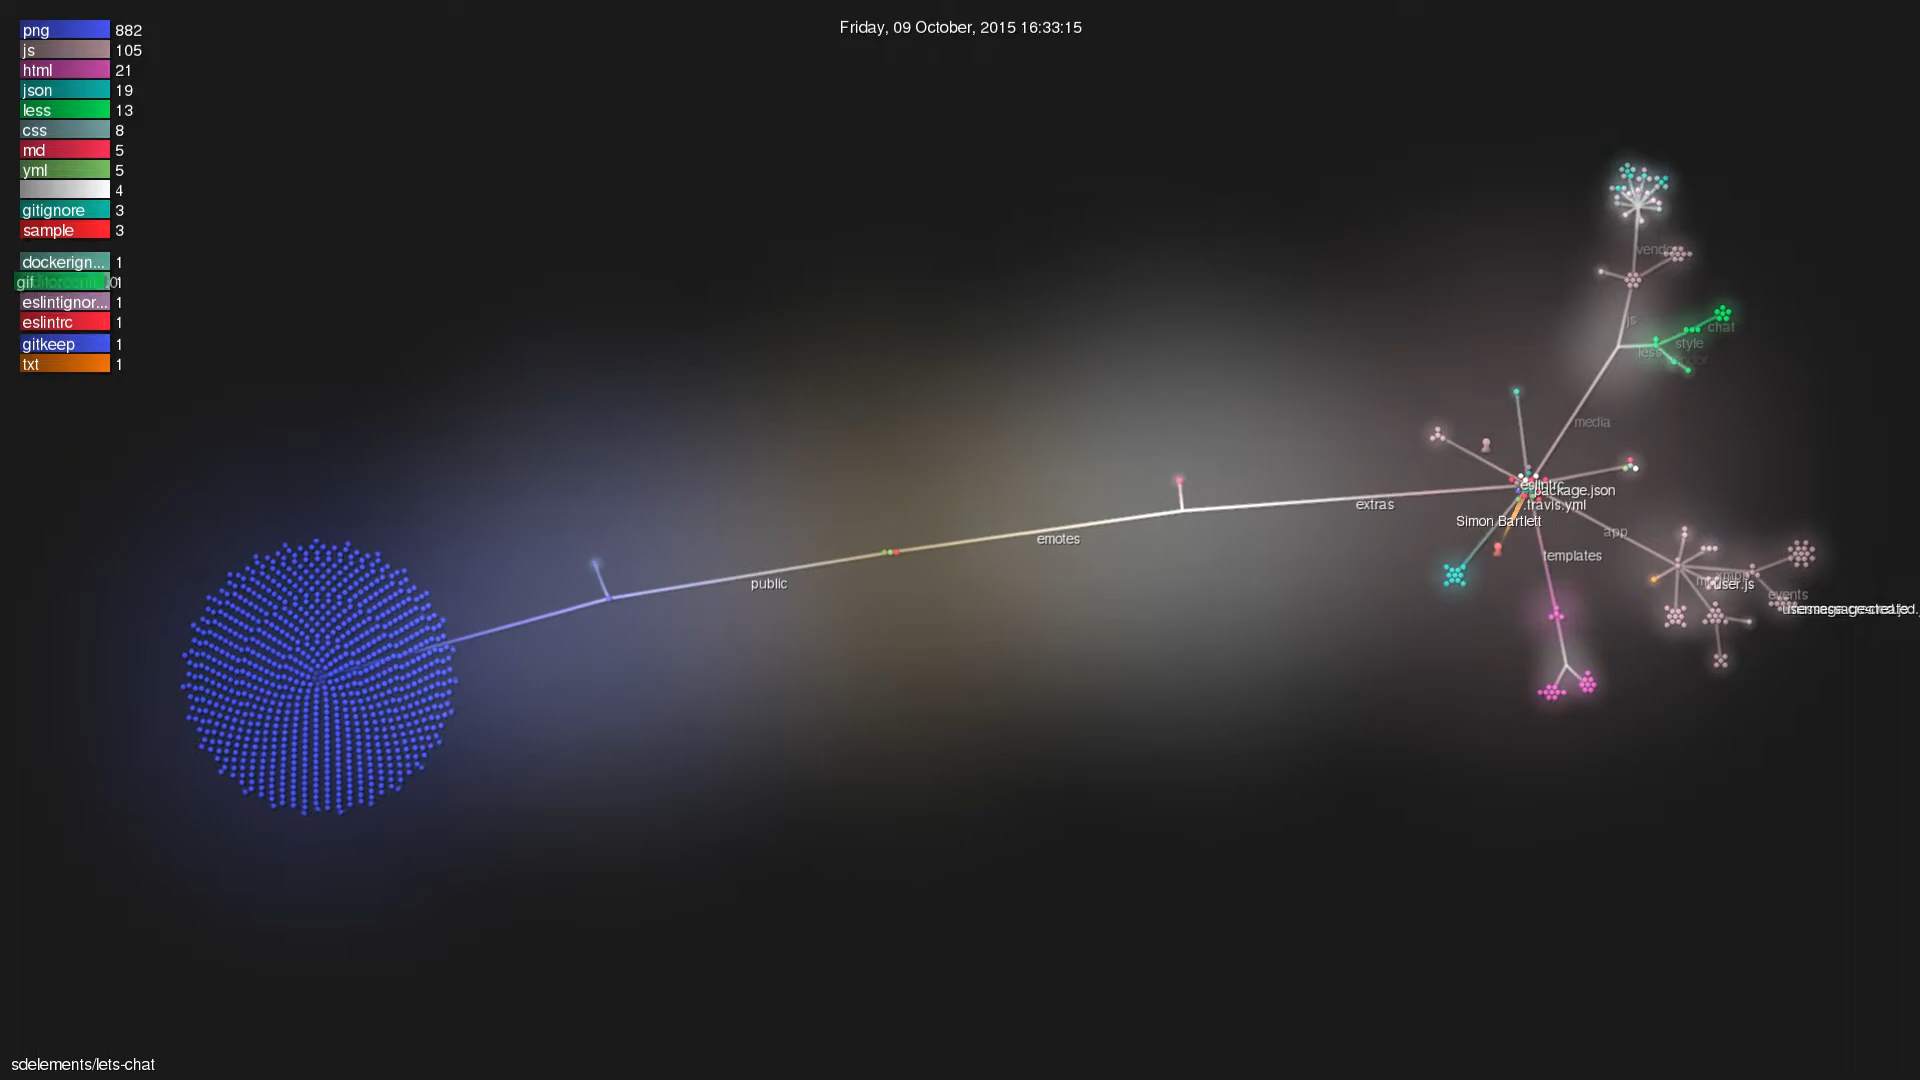 Friday, 09 October, 2015 16:33:15
png 882
js 105
html 21
json 19
less 13
css 8
md 5
yml 5
4
gitignore 3
sample 3
dockerign... 1
gif 1
eslintignor... 1
eslintrc 1
gitkeep 1
txt 1
js
chat
style
less
media
eslintrc
package.json
.travis.yml
extras
Simon Bartlett
app
emotes
templates
public
user.js
events
sdelements/lets-chat